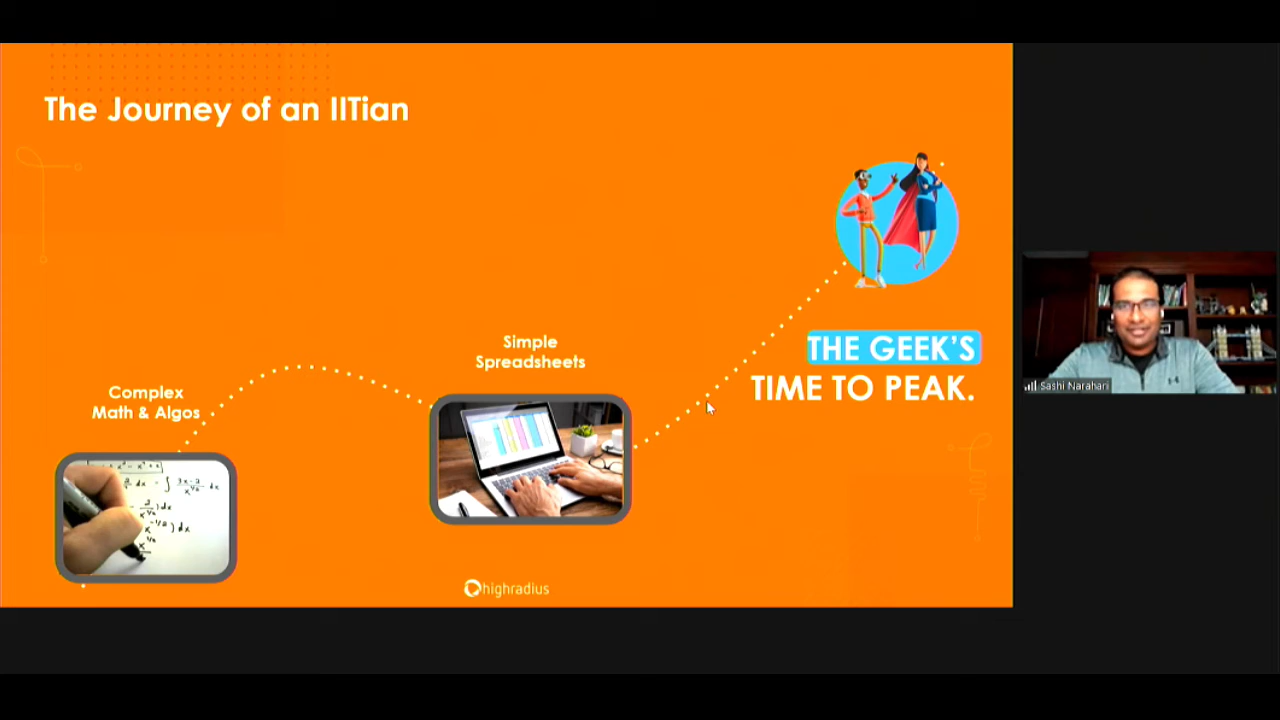 The Journey of an IITian
THE GEEK'S
TIME TO PEAK.
Simple
Spreadsheets
Complex
Math & Algos
highradius
Sashi Narahari